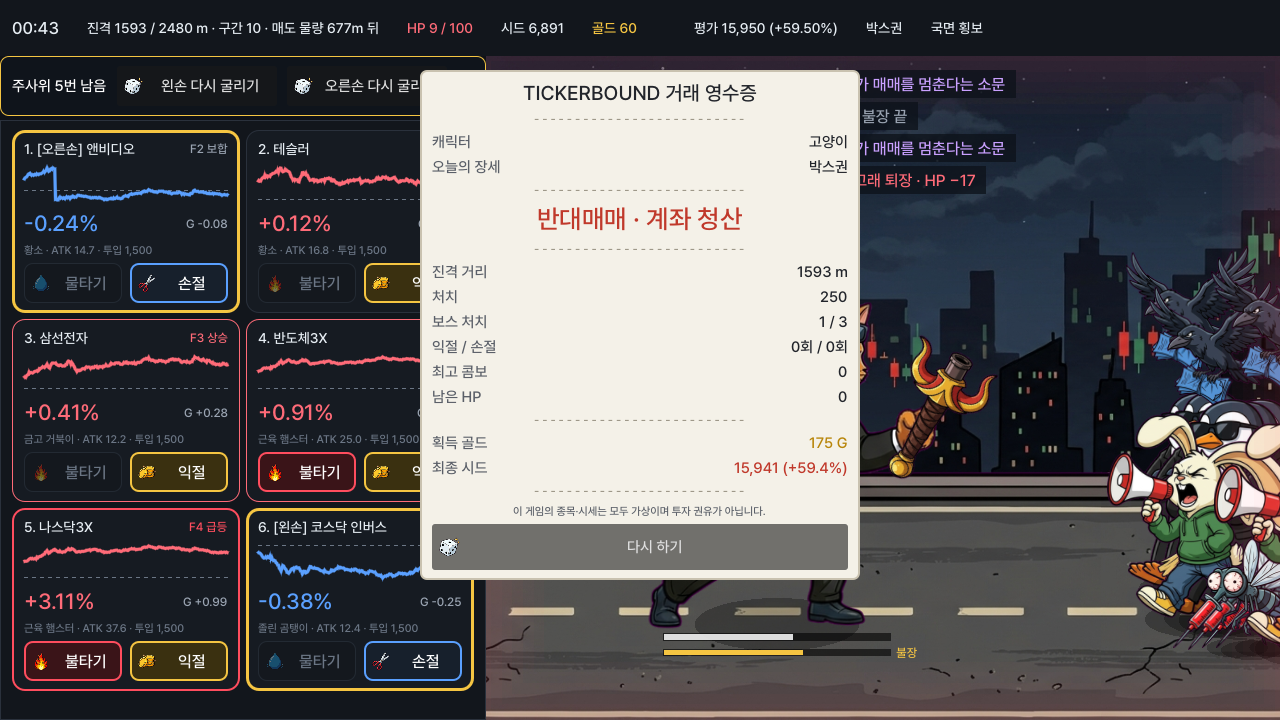 00:43 진격 1593 / 2480 m · 구간 10 · 매도 물량 677m 뒤 HP 9 / 100 시드 6,891 골드 60 평가 15,950 (+59.50%) 박스권 국면 횡보
주사위 5번 남음 왼손 다시 굴리기 오른손 다시 굴리
1. [오른손] 앤비디오 F2 보합
-0.24% G -0.08
황소 · ATK 14.7 · 투입 1,500
물타기 손절
2. 테슬러
+0.12%
황소 · ATK 16.8 · 투입 1,500
불타기
3. 삼선전자 F3 상승
+0.41% G +0.28
금고 거북이 · ATK 12.2 · 투입 1,500
불타기 익절
4. 반도체3X
+0.91%
근육 햄스터 · ATK 25.0 · 투입 1,500
불타기
5. 나스닥3X F4 급등
+3.11% G +0.99
근육 햄스터 · ATK 37.6 · 투입 1,500
불타기 익절
6. [왼손] 코스닥 인버스
-0.38% G -0.25
졸린 곰탱이 · ATK 12.4 · 투입 1,500
물타기 손절
TICKERBOUND 거래 영수증
캐릭터 고양이
오늘의 장세 박스권
반대매매 · 계좌 청산
진격 거리 1593 m
처치 250
보스 처치 1 / 3
익절 / 손절 0회 / 0회
최고 콤보 0
남은 HP 0
획득 골드 175 G
최종 시드 15,941 (+59.4%)
이 게임의 종목·시세는 모두 가상이며 투자 권유가 아닙니다.
다시 하기
가 매매를 멈춘다는 소문
불장 끝
가 매매를 멈춘다는 소문
고래 퇴장 · HP −17
불장